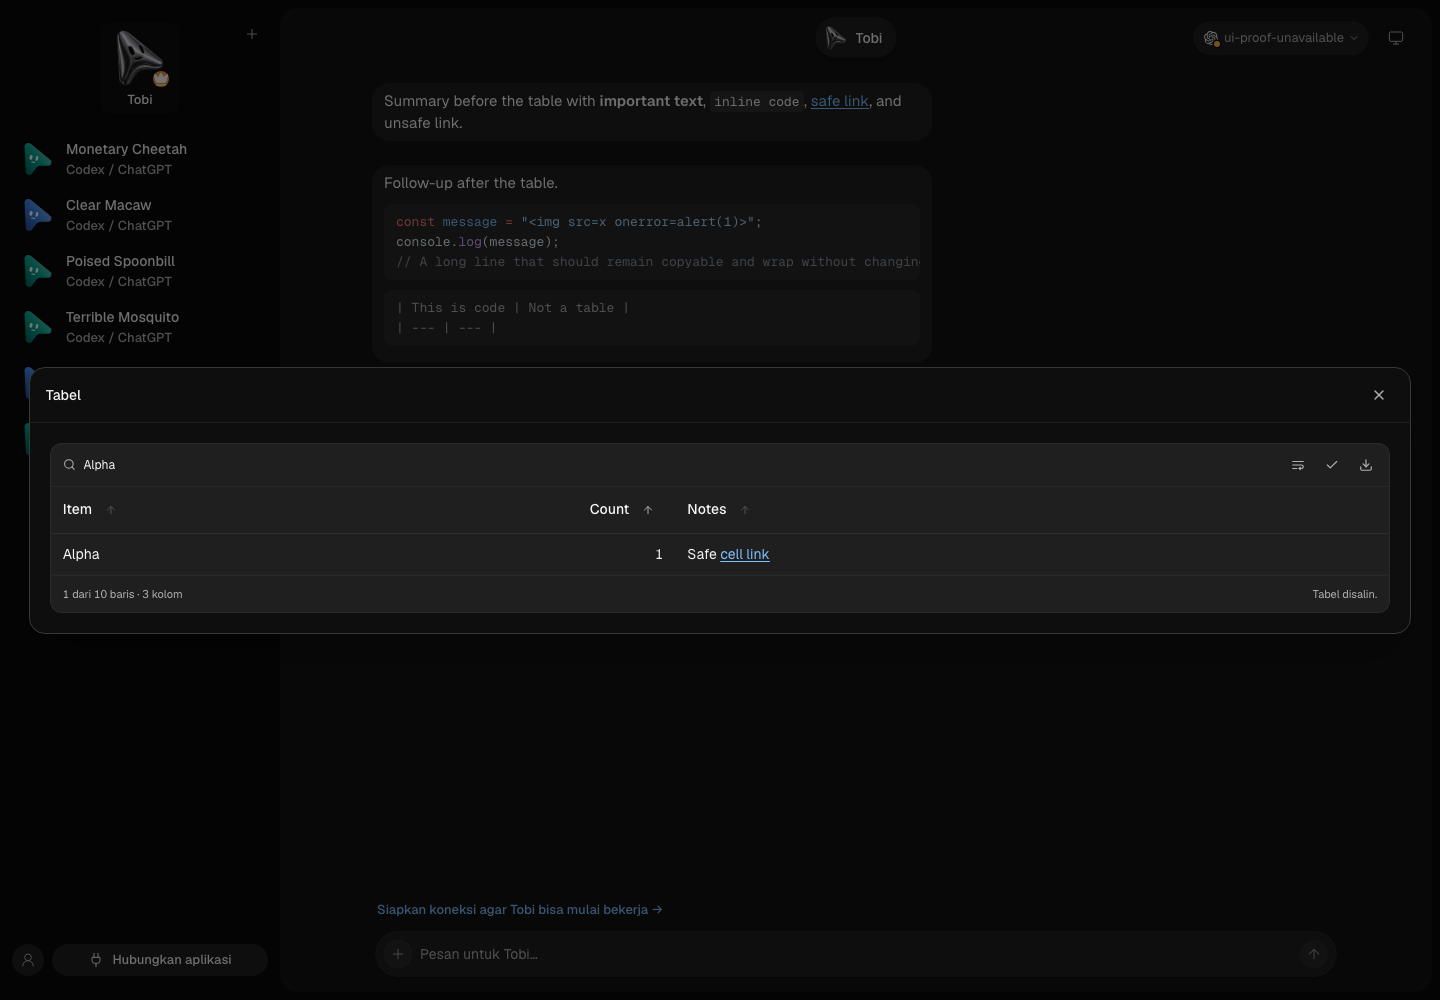 Tobi
Monetary Cheetah
Codex / ChatGPT
Clear Macaw
Codex / ChatGPT
Poised Spoonbill
Codex / ChatGPT
Terrible Mosquito
Codex / ChatGPT
Hubungkan aplikasi
Tobi
ui-proof-unavailable
Summary before the table with important text, inline code, safe link, and
unsafe link.
Follow-up after the table.
const message = "<img src=x onerror=alert(1)>";
console.log(message);
// A long line that should remain copyable and wrap without changing
| This is code | Not a table |
| --- | --- |
Tabel
Alpha
Item Count Notes
Alpha 1 Safe cell link
1 dari 10 baris · 3 kolom
Tabel disalin.
Siapkan koneksi agar Tobi bisa mulai bekerja →
Pesan untuk Tobi...